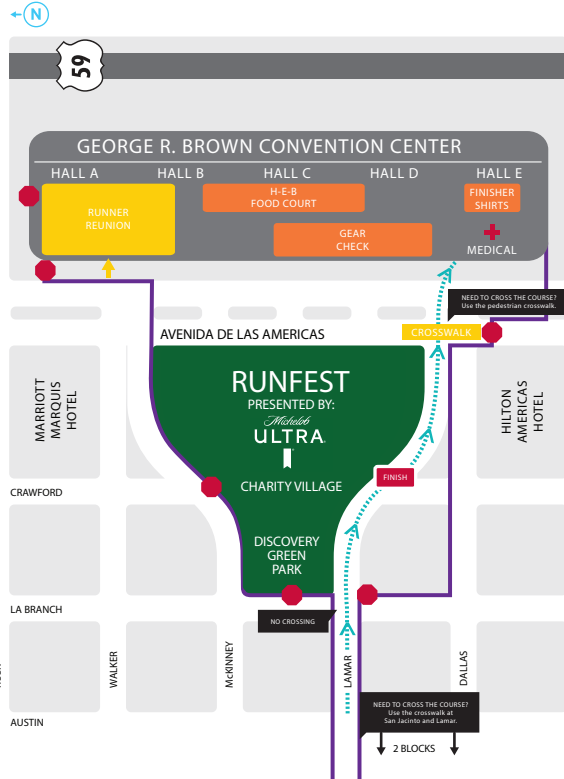 N
59
GEORGE R. BROWN CONVENTION CENTER
HALL A
HALL B
HALL C
HALL D
HALL E
RUNNER
REUNION
H-E-B
FOOD COURT
FINISHER
SHIRTS
GEAR
CHECK
MEDICAL
NEED TO CROSS THE COURSE?
Use the pedestrian crosswalk.
CROSSWALK
AVENIDA DE LAS AMERICAS
MARRIOTT
MARQUIS
HOTEL
RUNFEST
PRESENTED BY:
Michelob
ULTRA
HILTON
AMERICAS
HOTEL
FINISH
CHARITY VILLAGE
CRAWFORD
DISCOVERY
GREEN
PARK
LA BRANCH
NO CROSSING
WALKER
McKINNEY
LAMAR
DALLAS
NEED TO CROSS THE COURSE?
Use the crosswalk at
San Jacinto and Lamar.
AUSTIN
2 BLOCKS